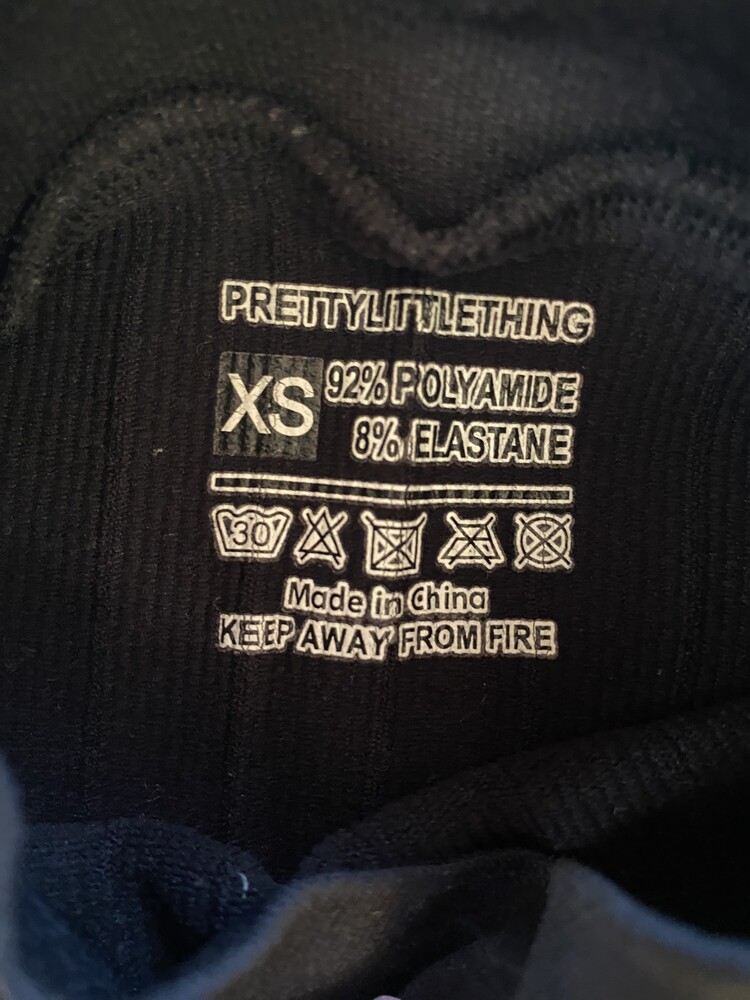 PRETTYLITTLETHING
XS
92% POLYAMIDE
8% ELASTANE
30
Made in China
KEEP AWAY FROM FIRE